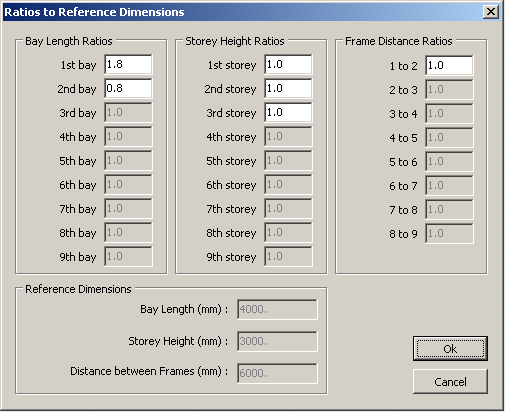 Ratios to Reference Dimensions
Bay Length Ratios
1st bay 1.8
2nd bay 0.8
3rd bay 1.0
4th bay 1.0
5th bay 1.0
6th bay 1.0
7th bay 1.0
8th bay 1.0
9th bay 1.0
Storey Height Ratios
1st storey 1.0
2nd storey 1.0
3rd storey 1.0
4th storey 1.0
5th storey 1.0
6th storey 1.0
7th storey 1.0
8th storey 1.0
9th storey 1.0
Frame Distance Ratios
1 to 2 1.0
2 to 3 1.0
3 to 4 1.0
4 to 5 1.0
5 to 6 1.0
6 to 7 1.0
7 to 8 1.0
8 to 9 1.0
Reference Dimensions
Bay Length (mm) : 4000.
Storey Height (mm) : 3000.
Distance between Frames (mm) : 6000.
Ok
Cancel